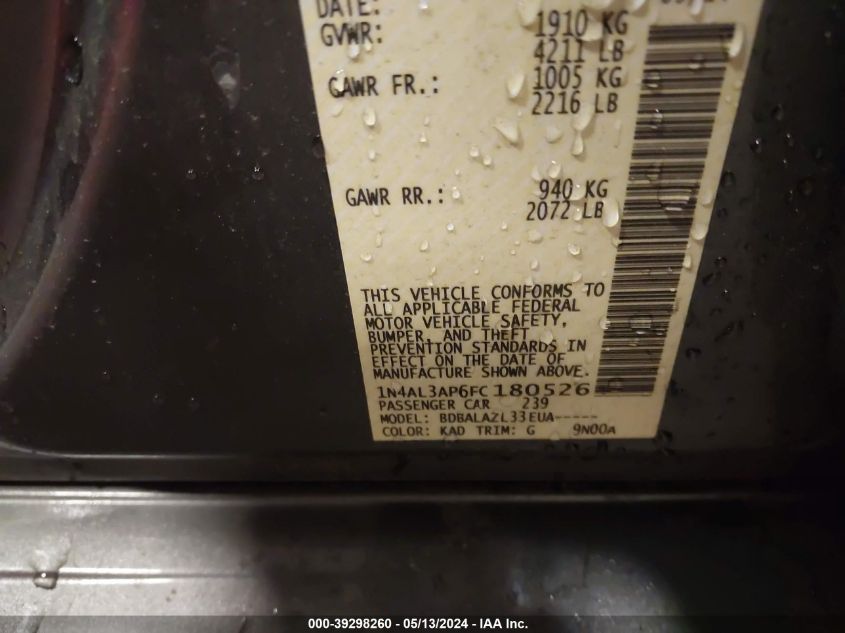 DATE:
GVWR: 1910 KG
4211 LB
GAWR FR.: 1005 KG
2216 LB
GAWR RR.: 940 KG
2072 LB
THIS VEHICLE CONFORMS TO
ALL APPLICABLE FEDERAL
MOTOR VEHICLE SAFETY,
BUMPER, AND THEFT
PREVENTION STANDARDS IN
EFFECT ON THE DATE OF
MANUFACTURE SHOWN ABOVE.
1N4AL3AP6FC180526
PASSENGER CAR 239
MODEL: BDBALAZL33EUA-----
COLOR: KAD TRIM: G 9N00A
000-39298260 - 05/13/2024 - IAA Inc.